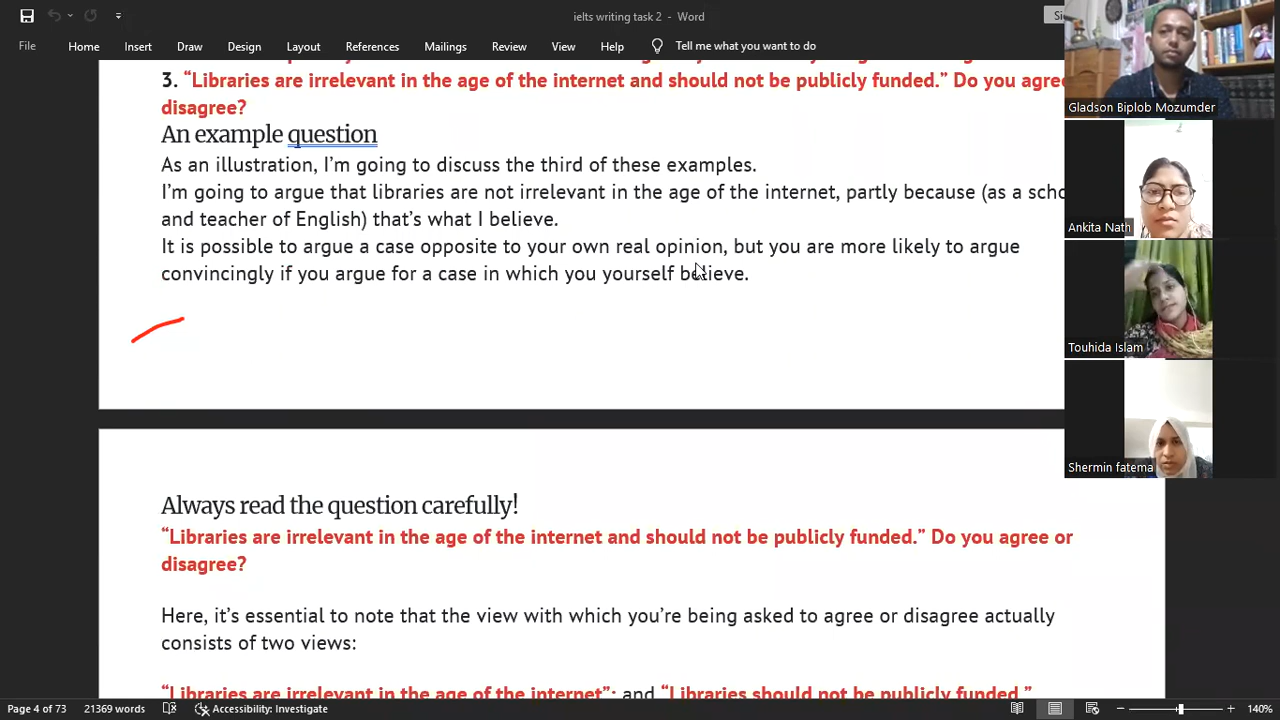 ielts writing task 2 - Word
File Home Insert Draw Design Layout References Mailings Review View Help Tell me what you want to do
3. “Libraries are irrelevant in the age of the internet and should not be publicly funded.” Do you agree
disagree?
An example question
As an illustration, I’m going to discuss the third of these examples.
I’m going to argue that libraries are not irrelevant in the age of the internet, partly because (as a scho
and teacher of English) that’s what I believe.
It is possible to argue a case opposite to your own real opinion, but you are more likely to argue
convincingly if you argue for a case in which you yourself believe.
Always read the question carefully!
“Libraries are irrelevant in the age of the internet and should not be publicly funded.” Do you agree or
disagree?
Here, it’s essential to note that the view with which you’re being asked to agree or disagree actually
consists of two views:
“Libraries are irrelevant in the age of the internet”; and “Libraries should not be publicly funded.”
Gladson Biplob Mozumder
Ankita Nath
Touhida Islam
Shermin fatema
Page 4 of 73 21369 words Accessibility: Investigate 140%